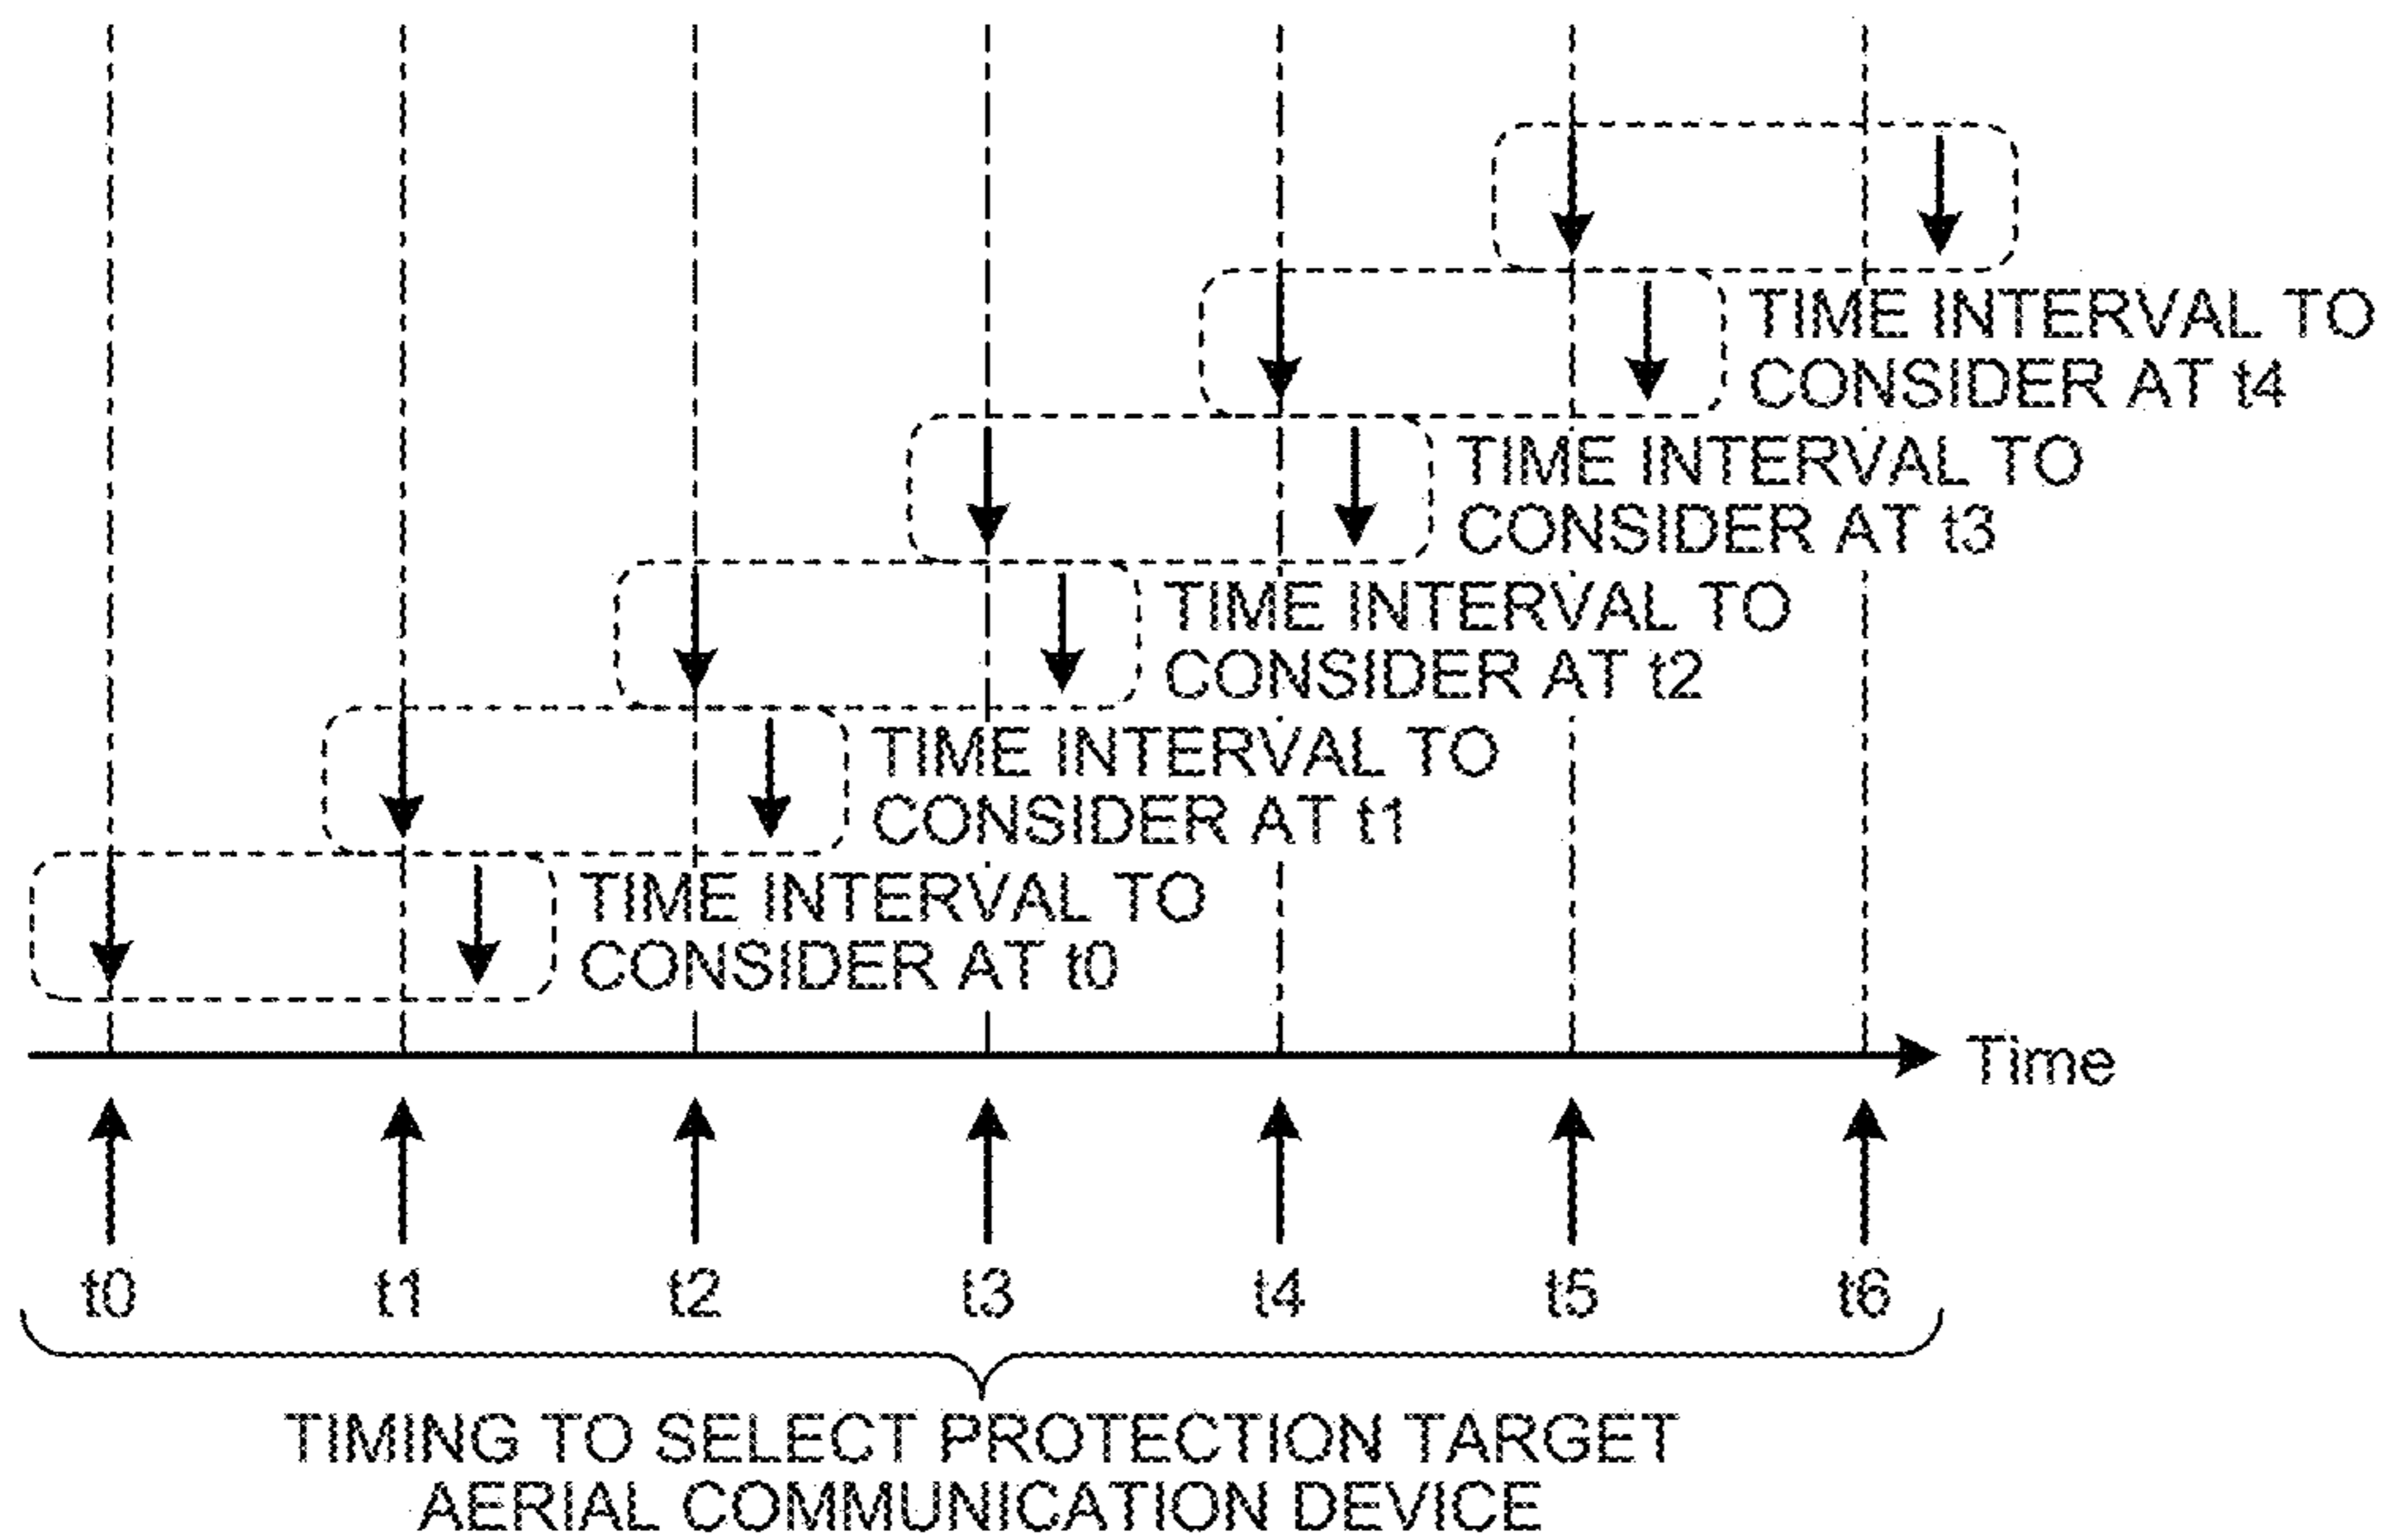 TIME INTERVAL TO
CONSIDER AT t4
TIME INTERVAL TO
CONSIDER AT t3
TIME INTERVAL TO
CONSIDER AT t2
TIME INTERVAL TO
CONSIDER AT t1
TIME INTERVAL TO
CONSIDER AT t0
Time
t0 t1 t2 t3 t4 t5 t6
TIMING TO SELECT PROTECTION TARGET
AERIAL COMMUNICATION DEVICE